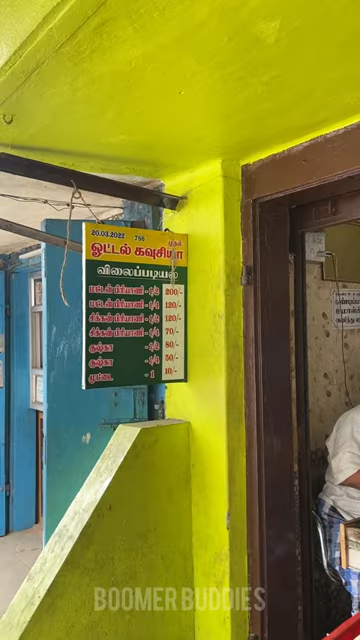 20.03.2022 786 முதல்
ஓட்டல் கவுசியா
விலைப்பட்டியல்
மட்டன் பிரியாணி - 1/2 200/-
மட்டன் பிரியாணி - 1/4 120/-
சிக்கன் பிரியாணி - 1/2 120/-
சிக்கன் பிரியாணி - 1/4 70/-
குஷ்கா - 1/2 80/-
குஷ்கா - 1/4 50/-
முட்டை - 1 10/-
BOOMER BUDDIES